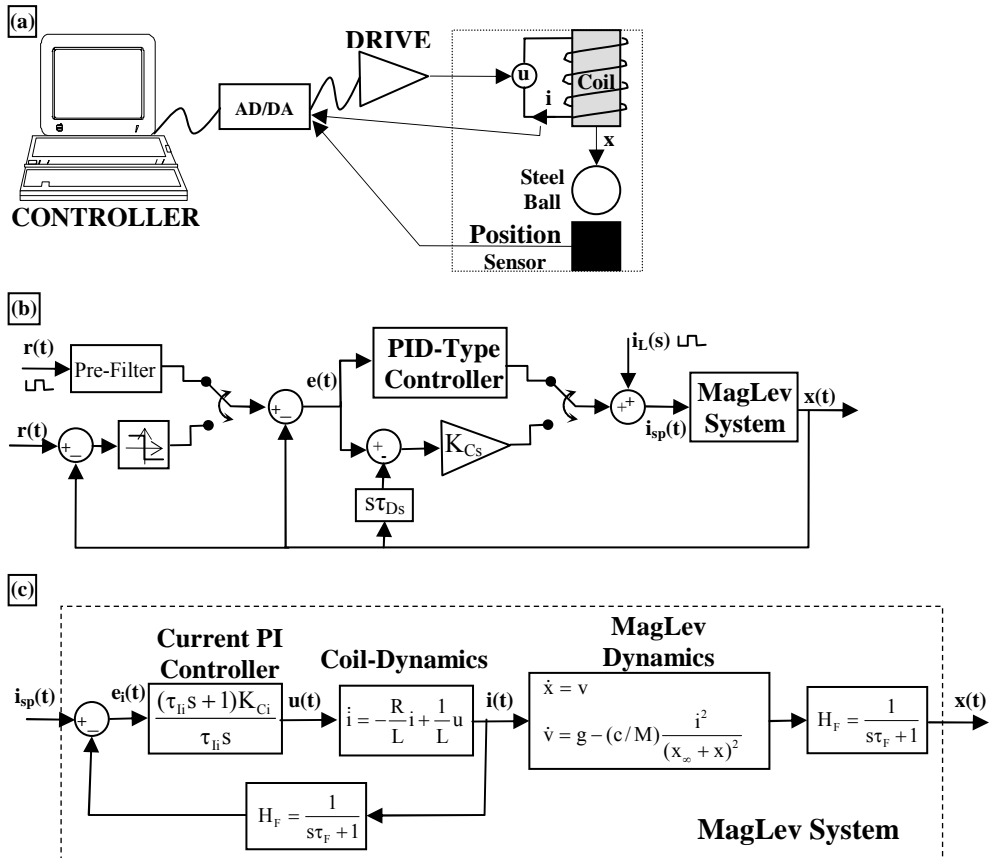 (a)
DRIVE
AD/DA
u
i
Coil
x
Steel
Ball
CONTROLLER
Position
Sensor
(b)
r(t)
Pre-Filter
r(t)
+
−
+
−
e(t)
PID-Type
Controller
+
-
K_Cs
sτ_Ds
i_L(s)
+
+
i_sp(t)
MagLev
System
x(t)
(c)
Current PI
Controller
Coil-Dynamics
MagLev
Dynamics
i_sp(t)
+
−
e_i(t)
(τ_Ii s + 1)K_Ci / τ_Ii s
u(t)
i̇ = −(R/L) i + (1/L) u
i(t)
ẋ = v
v̇ = g − (c/M) i² / (x_∞ + x)²
H_F = 1 / (sτ_F + 1)
x(t)
H_F = 1 / (sτ_F + 1)
MagLev System